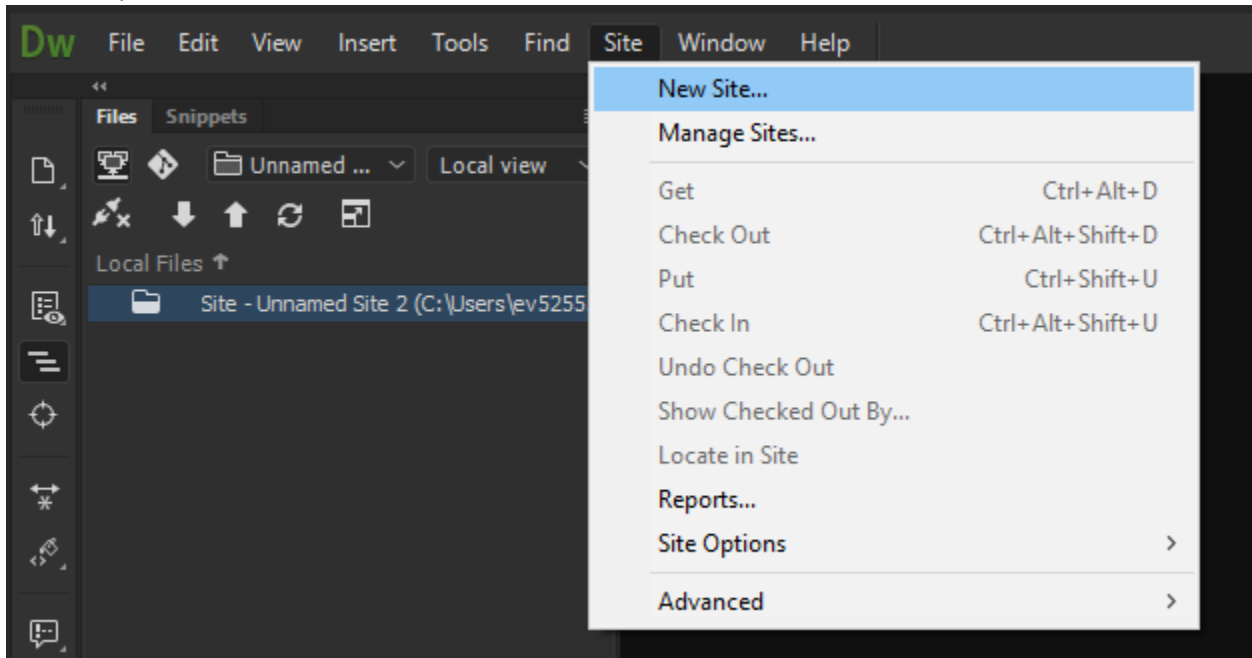 Dw File Edit View Insert Tools Find Site Window Help
Files Snippets
Unnam... Local view
Local Files
Site - Unnamed Site 2 (C:\Users\ev5255
New Site...
Manage Sites...
Get Ctrl+Alt+D
Check Out Ctrl+Alt+Shift+D
Put Ctrl+Shift+U
Check In Ctrl+Alt+Shift+U
Undo Check Out
Show Checked Out By...
Locate in Site
Reports...
Site Options
Advanced